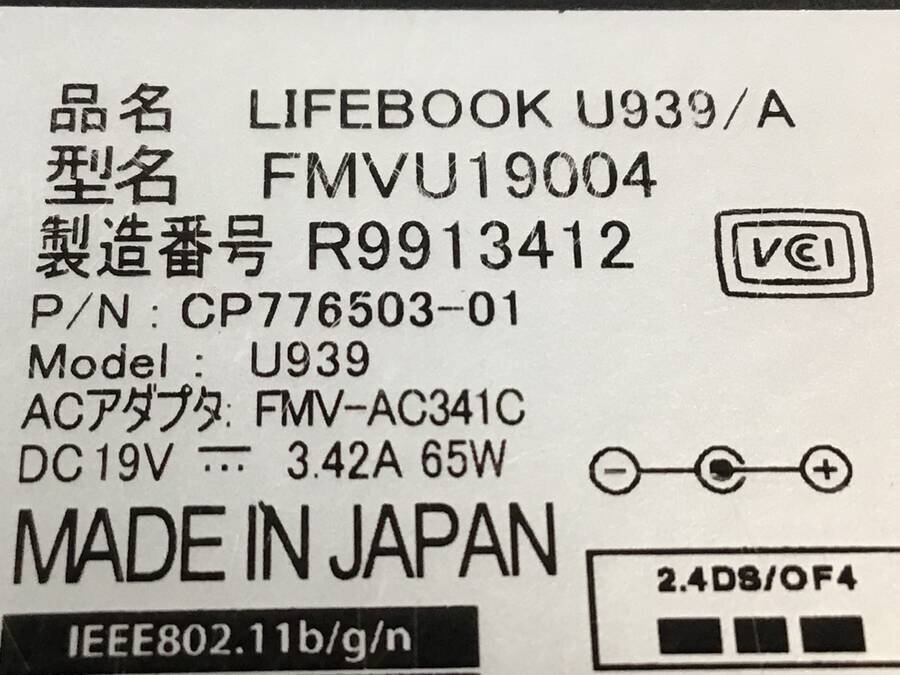 品名 LIFEBOOK U939/A
型名 FMVU19004
製造番号 R9913412
VCCI
P/N : CP776503-01
Model : U939
ACアダプタ: FMV-AC341C
DC19V ⎓ 3.42A 65W
− +
MADE IN JAPAN
2.4DS/OF4
IEEE802.11b/g/n